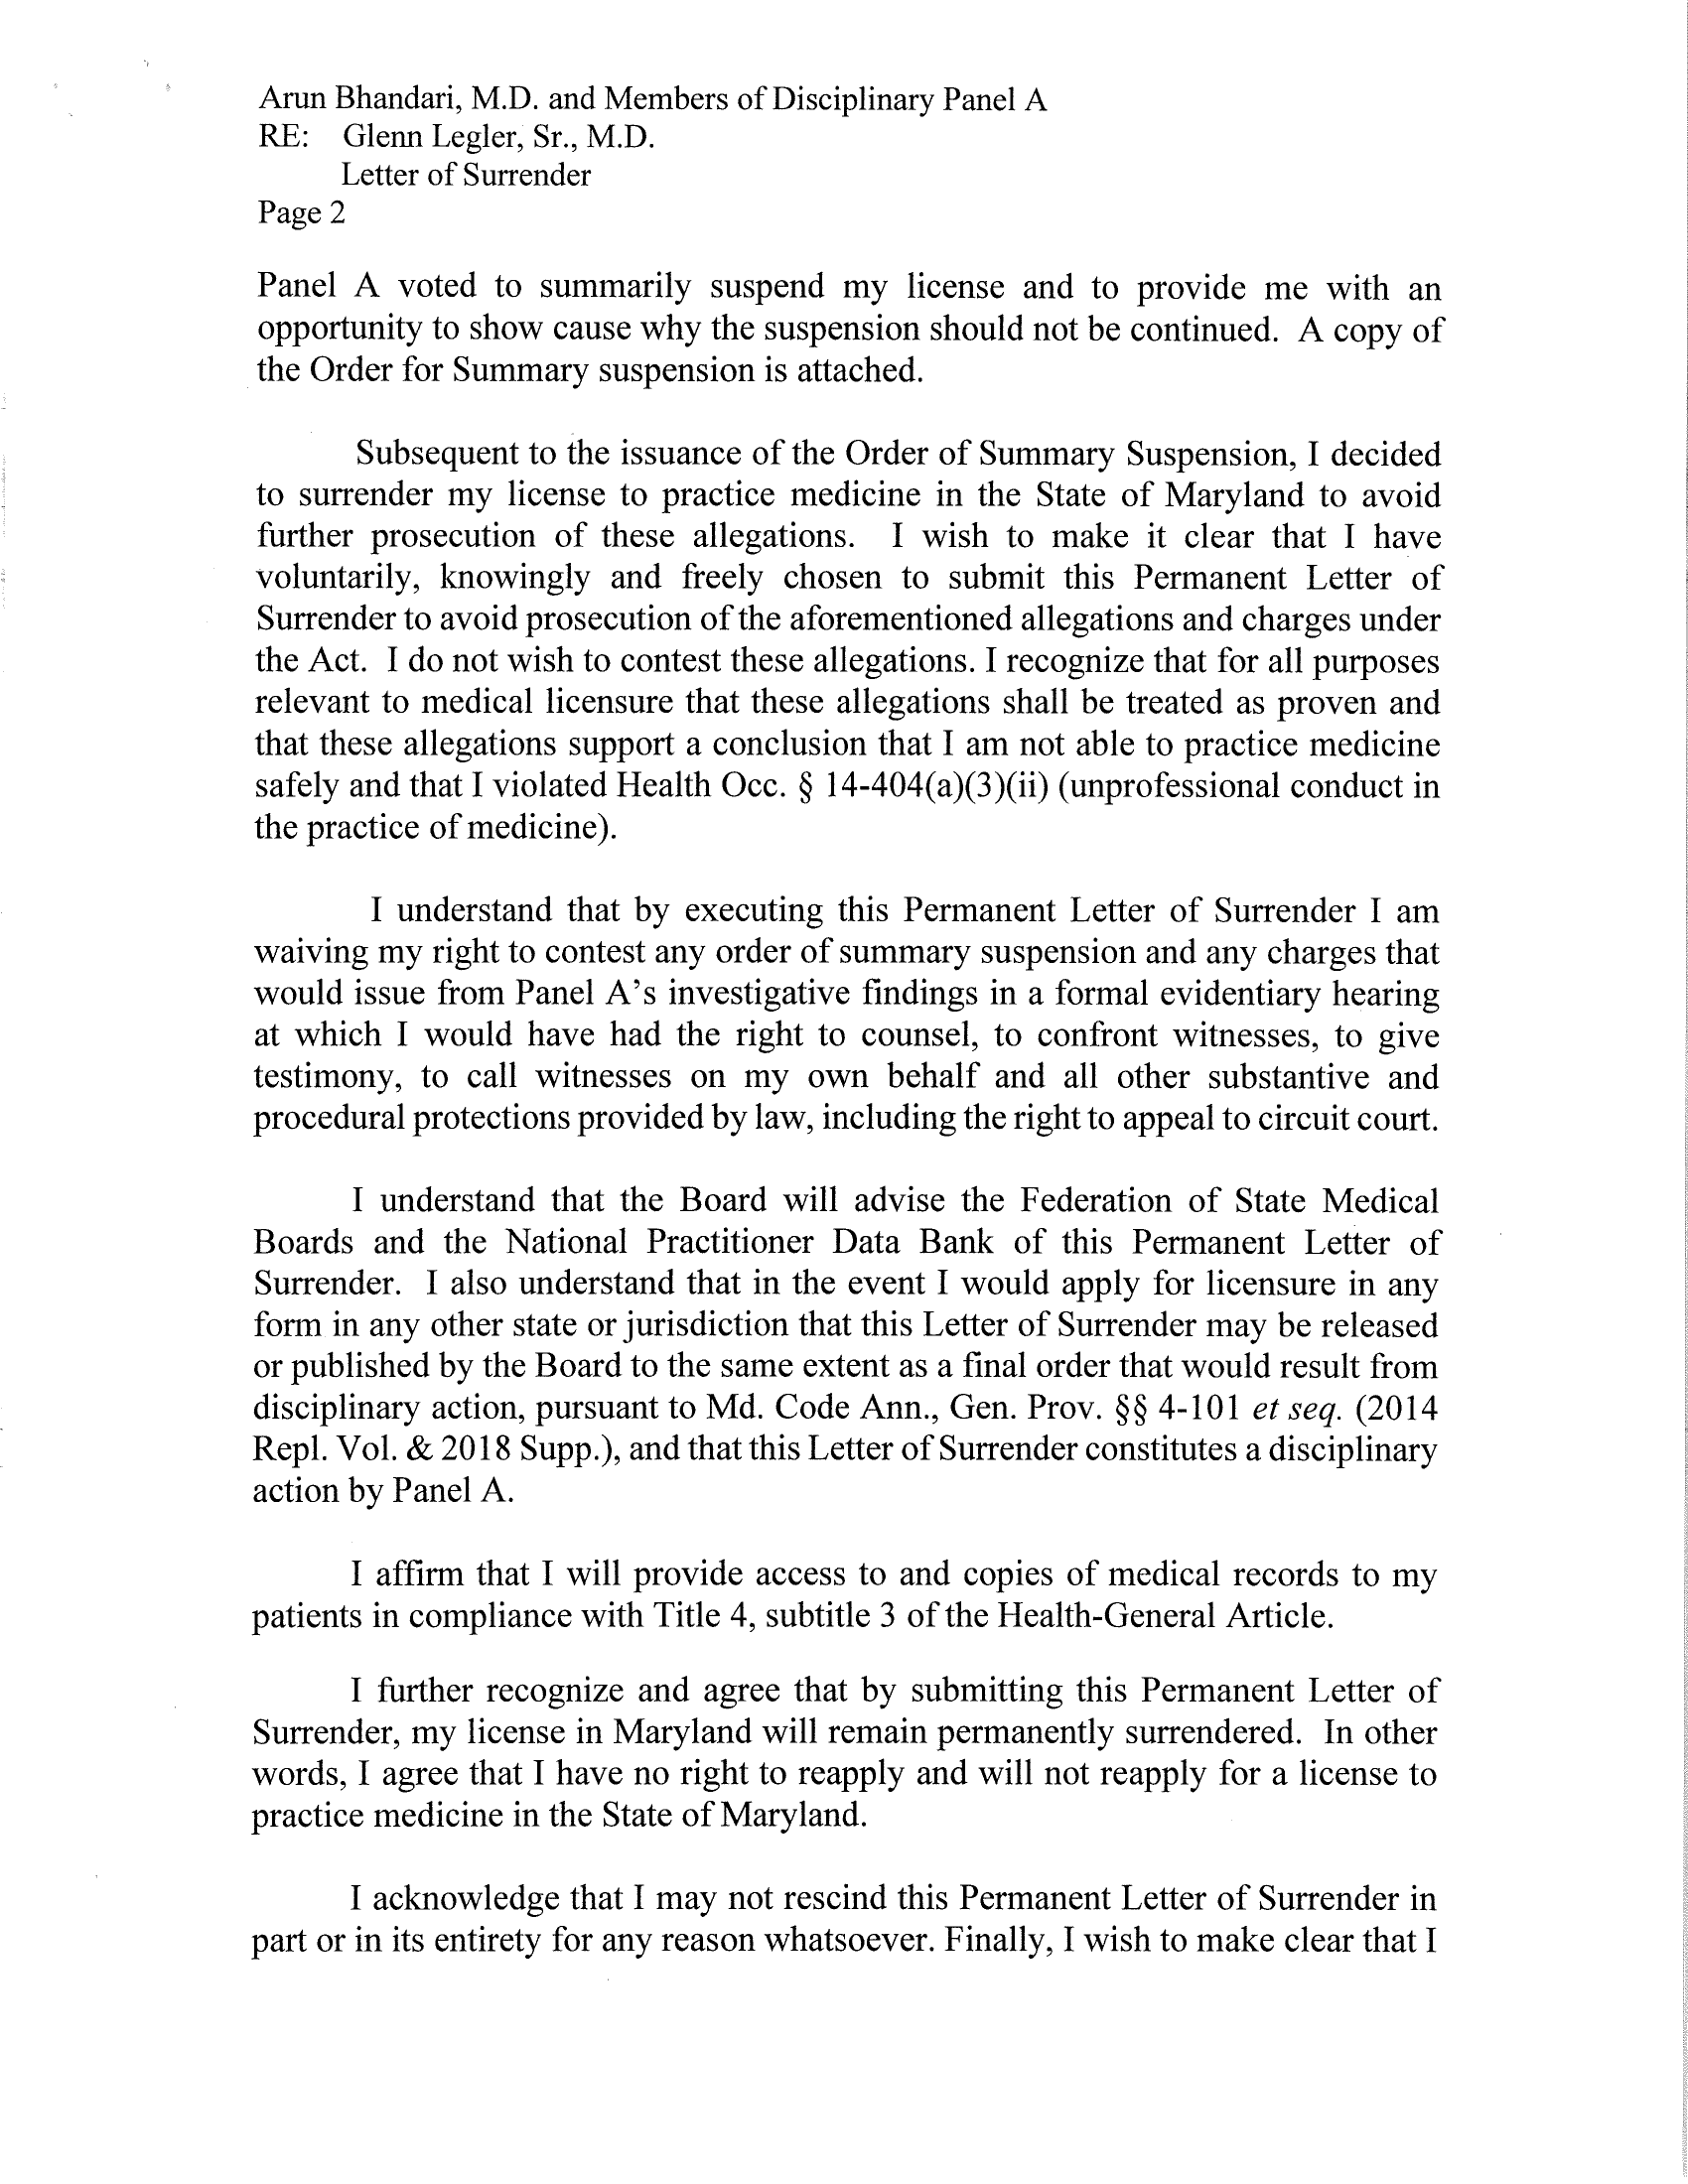 Arun Bhandari, M.D. and Members of Disciplinary Panel A
RE: Glenn Legler, Sr., M.D.
Letter of Surrender
Page 2
Panel A voted to summarily suspend my license and to provide me with an
opportunity to show cause why the suspension should not be continued. A copy of
the Order for Summary suspension is attached.
Subsequent to the issuance of the Order of Summary Suspension, I decided
to surrender my license to practice medicine in the State of Maryland to avoid
further prosecution of these allegations. I wish to make it clear that I have
voluntarily, knowingly and freely chosen to submit this Permanent Letter of
Surrender to avoid prosecution of the aforementioned allegations and charges under
the Act. I do not wish to contest these allegations. I recognize that for all purposes
relevant to medical licensure that these allegations shall be treated as proven and
that these allegations support a conclusion that I am not able to practice medicine
safely and that I violated Health Occ. § 14-404(a)(3)(ii) (unprofessional conduct in
the practice of medicine).
I understand that by executing this Permanent Letter of Surrender I am
waiving my right to contest any order of summary suspension and any charges that
would issue from Panel A's investigative findings in a formal evidentiary hearing
at which I would have had the right to counsel, to confront witnesses, to give
testimony, to call witnesses on my own behalf and all other substantive and
procedural protections provided by law, including the right to appeal to circuit court.
I understand that the Board will advise the Federation of State Medical
Boards and the National Practitioner Data Bank of this Permanent Letter of
Surrender. I also understand that in the event I would apply for licensure in any
form in any other state or jurisdiction that this Letter of Surrender may be released
or published by the Board to the same extent as a final order that would result from
disciplinary action, pursuant to Md. Code Ann., Gen. Prov. §§ 4-101 et seq. (2014
Repl. Vol. & 2018 Supp.), and that this Letter of Surrender constitutes a disciplinary
action by Panel A.
I affirm that I will provide access to and copies of medical records to my
patients in compliance with Title 4, subtitle 3 of the Health-General Article.
I further recognize and agree that by submitting this Permanent Letter of
Surrender, my license in Maryland will remain permanently surrendered. In other
words, I agree that I have no right to reapply and will not reapply for a license to
practice medicine in the State of Maryland.
I acknowledge that I may not rescind this Permanent Letter of Surrender in
part or in its entirety for any reason whatsoever. Finally, I wish to make clear that I